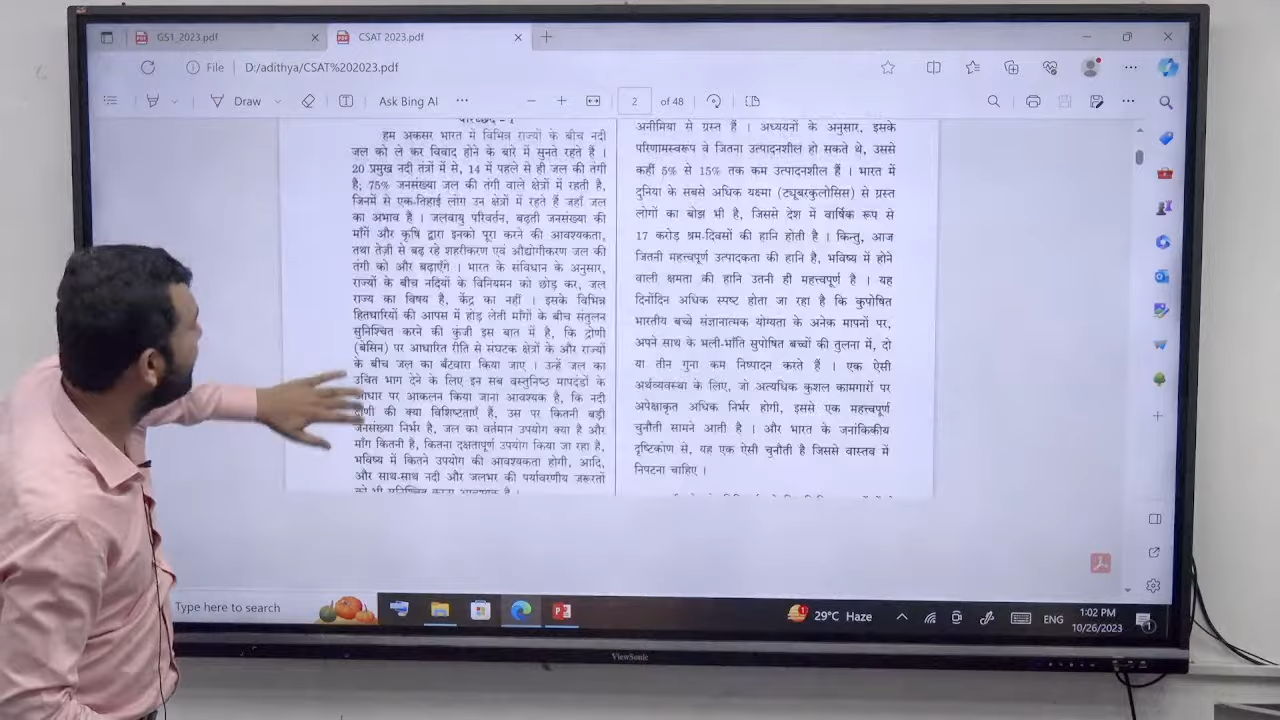 GS1_2023.pdf
CSAT 2023.pdf
File
D:/adithya/CSAT%202023.pdf
Draw
Ask Bing AI
2
of 48
परिच्छेद – 1
हम अकसर भारत में विभिन्न राज्यों के बीच नदी
जल को ले कर विवाद होने के बारे में सुनते रहते हैं ।
20 प्रमुख नदी तंत्रों में से, 14 में पहले से ही जल की तंगी
है; 75% जनसंख्या जल की तंगी वाले क्षेत्रों में रहती है,
जिनमें से एक-तिहाई लोग उन क्षेत्रों में रहते हैं जहाँ जल
का अभाव है । जलवायु परिवर्तन, बढ़ती जनसंख्या की
माँगें और कृषि द्वारा इनको पूरा करने की आवश्यकता,
तथा तेज़ी से बढ़ रहे शहरीकरण एवं औद्योगीकरण जल की
तंगी को और बढ़ाएँगे । भारत के संविधान के अनुसार,
राज्यों के बीच नदियों के विनियमन को छोड़ कर, जल
राज्य का विषय है, केंद्र का नहीं । इसके विभिन्न
हितधारियों की आपस में होड़ लेती माँगों के बीच संतुलन
सुनिश्चित करने की कुंजी इस बात में है, कि द्रोणी
(बेसिन) पर आधारित रीति से संघटक क्षेत्रों के और राज्यों
के बीच जल का बँटवारा किया जाए । उन्हें जल का
उचित भाग देने के लिए इन सब वस्तुनिष्ठ मापदंडों के
आधार पर आकलन किया जाना आवश्यक है, कि नदी
द्रोणी की क्या विशिष्टताएँ हैं, उस पर कितनी बड़ी
जनसंख्या निर्भर है, जल का वर्तमान उपयोग क्या है और
माँग कितनी है, कितना दक्षतापूर्ण उपयोग किया जा रहा है,
भविष्य में कितने उपयोग की आवश्यकता होगी, आदि,
और साथ-साथ नदी और जलभर की पर्यावरणीय जरूरतों
को भी सुनिश्चित करना आवश्यक है ।
अनीमिया से ग्रस्त हैं । अध्ययनों के अनुसार, इसके
परिणामस्वरूप वे जितना उत्पादनशील हो सकते थे, उससे
कहीं 5% से 15% तक कम उत्पादनशील हैं । भारत में
दुनिया के सबसे अधिक यक्ष्मा (ट्यूबरकुलोसिस) से ग्रस्त
लोगों का बोझ भी है, जिससे देश में वार्षिक रूप से
17 करोड़ श्रम-दिवसों की हानि होती है । किन्तु, आज
जितनी महत्त्वपूर्ण उत्पादकता की हानि है, भविष्य में होने
वाली क्षमता की हानि उतनी ही महत्त्वपूर्ण है । यह
दिनोंदिन अधिक स्पष्ट होता जा रहा है कि कुपोषित
भारतीय बच्चे संज्ञानात्मक योग्यता के अनेक मापनों पर,
अपने साथ के भली-भाँति सुपोषित बच्चों की तुलना में, दो
या तीन गुना कम निष्पादन करते हैं । एक ऐसी
अर्थव्यवस्था के लिए, जो अत्यधिक कुशल कामगारों पर
अपेक्षाकृत अधिक निर्भर होगी, इससे एक महत्त्वपूर्ण
चुनौती सामने आती है । और भारत के जनांकिकीय
दृष्टिकोण से, यह एक ऐसी चुनौती है जिससे वास्तव में
निपटना चाहिए ।
Type here to search
29°C Haze
ENG
1:02 PM
10/26/2023
ViewSonic